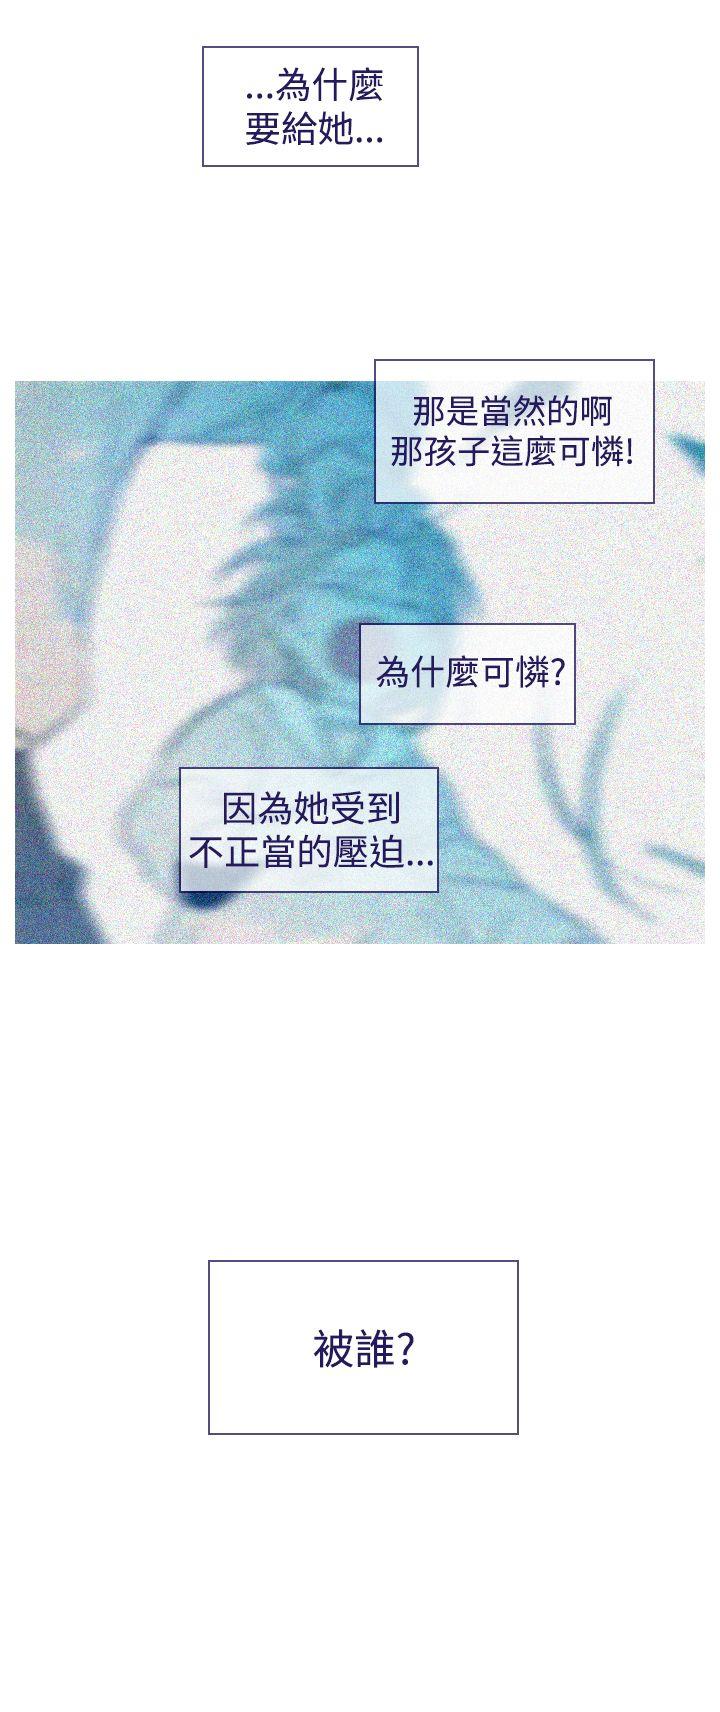 ...為什麼
要給她...
那是當然的啊
那孩子這麼可憐!
為什麼可憐?
因為她受到
不正當的壓迫...
被誰?